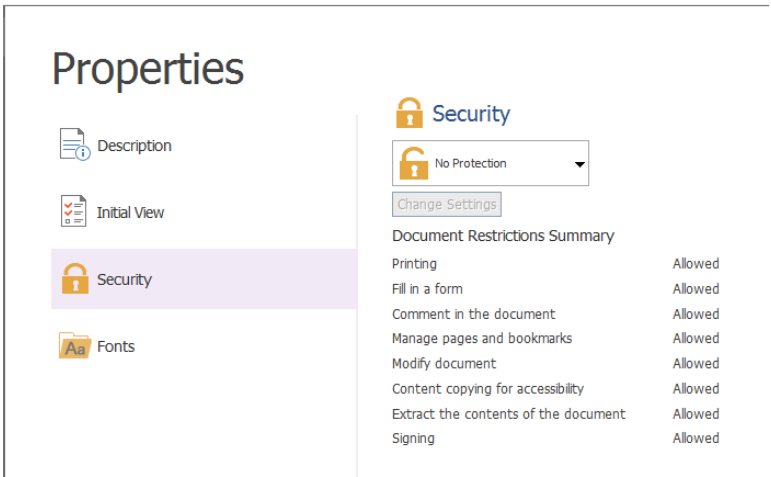 Properties
Description
Initial View
Security
Aa Fonts
Security
No Protection
Change Settings
Document Restrictions Summary
Printing Allowed
Fill in a form Allowed
Comment in the document Allowed
Manage pages and bookmarks Allowed
Modify document Allowed
Content copying for accessibility Allowed
Extract the contents of the document Allowed
Signing Allowed